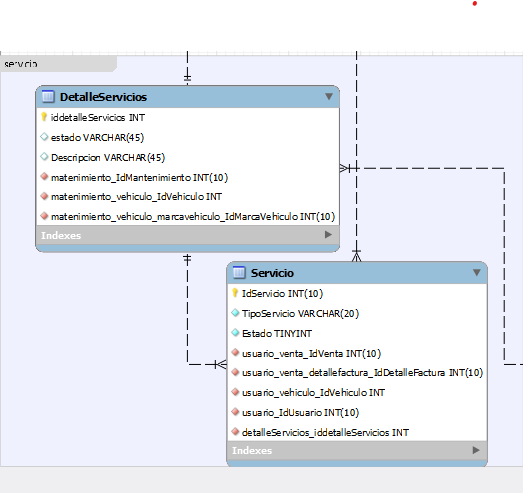 servicio
DetalleServicios
iddetalleServicios INT
estado VARCHAR(45)
Descripcion VARCHAR(45)
matenimiento_IdMantenimiento INT(10)
matenimiento_vehiculo_IdVehiculo INT
matenimiento_vehiculo_marcavehiculo_IdMarcaVehiculo INT(10)
Indexes
Servicio
IdServicio INT(10)
TipoServicio VARCHAR(20)
Estado TINYINT
usuario_venta_IdVenta INT(10)
usuario_venta_detallefactura_IdDetalleFactura INT(10)
usuario_vehiculo_IdVehiculo INT
usuario_IdUsuario INT(10)
detalleServicios_iddetalleServicios INT
Indexes